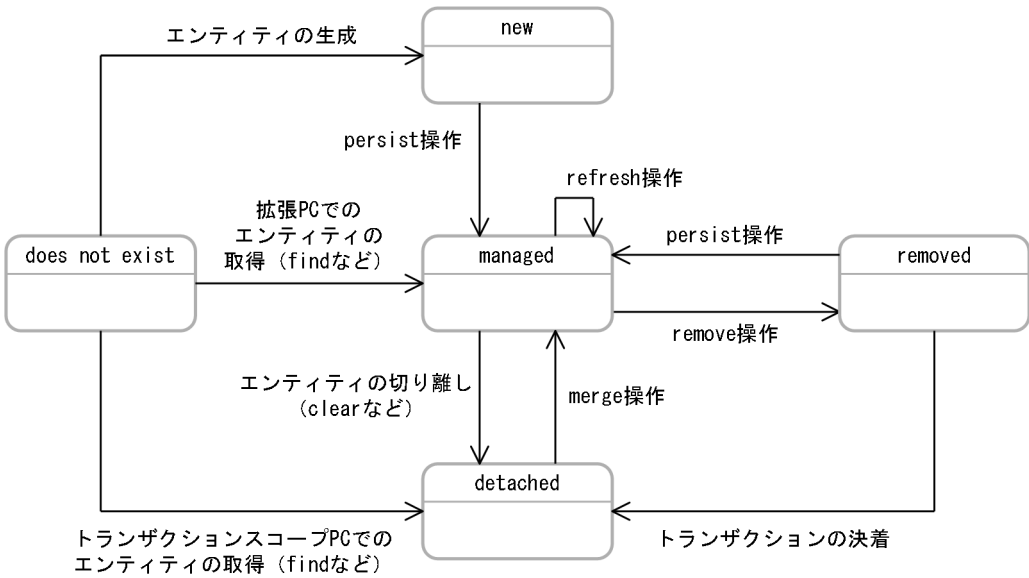 new
エンティティの生成
persist操作
refresh操作
拡張PCでの
エンティティの
取得（findなど）
persist操作
does not exist
managed
removed
remove操作
エンティティの切り離し
（clearなど）
merge操作
detached
トランザクションスコープPCでの
エンティティの取得（findなど）
トランザクションの決着